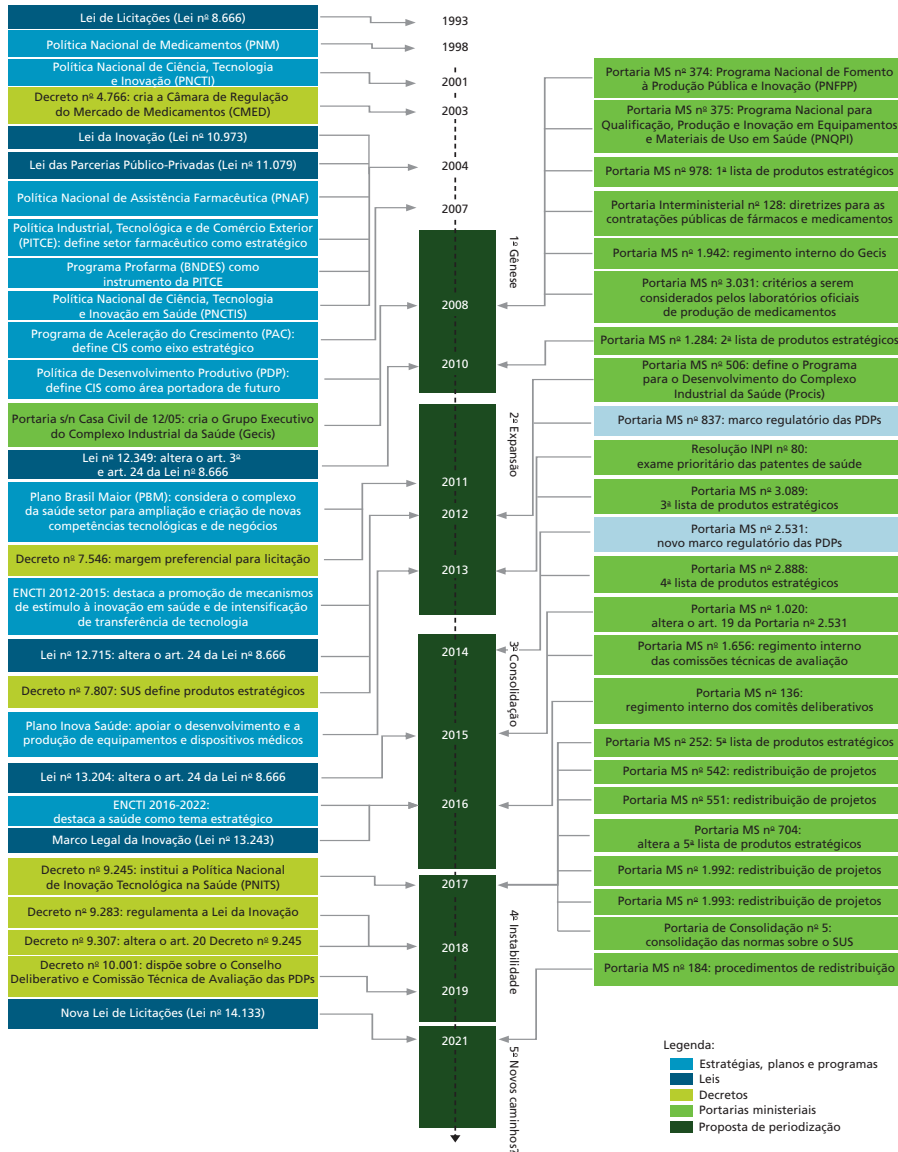 Lei de Licitações (Lei nº 8.666)
Política Nacional de Medicamentos (PNM)
Política Nacional de Ciência, Tecnologia
e Inovação (PNCTI)
Decreto nº 4.766: cria a Câmara de Regulação
do Mercado de Medicamentos (CMED)
Lei da Inovação (Lei nº 10.973)
Lei das Parcerias Público-Privadas (Lei nº 11.079)
Política Nacional de Assistência Farmacêutica (PNAF)
Política Industrial, Tecnológica e de Comércio Exterior
(PITCE): define setor farmacêutico como estratégico
Programa Profarma (BNDES) como
instrumento da PITCE
Política Nacional de Ciência, Tecnologia
e Inovação em Saúde (PNCTIS)
Programa de Aceleração do Crescimento (PAC):
define CIS como eixo estratégico
Política de Desenvolvimento Produtivo (PDP):
define CIS como área portadora de futuro
Portaria s/n Casa Civil de 12/05: cria o Grupo Executivo
do Complexo Industrial da Saúde (Gecis)
Lei nº 12.349: altera o art. 3º
e art. 24 da Lei nº 8.666
Plano Brasil Maior (PBM): considera o complexo
da saúde setor para ampliação e criação de novas
competências tecnológicas e de negócios
Decreto nº 7.546: margem preferencial para licitação
ENCTI 2012-2015: destaca a promoção de mecanismos
de estímulo à inovação em saúde e de intensificação
de transferência de tecnologia
Lei nº 12.715: altera o art. 24 da Lei nº 8.666
Decreto nº 7.807: SUS define produtos estratégicos
Plano Inova Saúde: apoiar o desenvolvimento e a
produção de equipamentos e dispositivos médicos
Lei nº 13.204: altera o art. 24 da Lei nº 8.666
ENCTI 2016-2022:
destaca a saúde como tema estratégico
Marco Legal da Inovação (Lei nº 13.243)
Decreto nº 9.245: institui a Política Nacional
de Inovação Tecnológica na Saúde (PNITS)
Decreto nº 9.283: regulamenta a Lei da Inovação
Decreto nº 9.307: altera o art. 20 Decreto nº 9.245
Decreto nº 10.001: dispõe sobre o Conselho
Deliberativo e Comissão Técnica de Avaliação das PDPs
Nova Lei de Licitações (Lei nº 14.133)
1993
1998
2001
2003
2004
2007
2008
2010
2011
2012
2013
2014
2015
2016
2017
2018
2019
2021
1º Gênese
2º Expansão
3º Consolidação
4º Instabilidade
5º Novos caminhos?
Portaria MS nº 374: Programa Nacional de Fomento
à Produção Pública e Inovação (PNFPP)
Portaria MS nº 375: Programa Nacional para
Qualificação, Produção e Inovação em Equipamentos
e Materiais de Uso em Saúde (PNQPI)
Portaria MS nº 978: 1ª lista de produtos estratégicos
Portaria Interministerial nº 128: diretrizes para as
contratações públicas de fármacos e medicamentos
Portaria MS nº 1.942: regimento interno do Gecis
Portaria MS nº 3.031: critérios a serem
considerados pelos laboratórios oficiais
de produção de medicamentos
Portaria MS nº 1.284: 2ª lista de produtos estratégicos
Portaria MS nº 506: define o Programa
para o Desenvolvimento do Complexo
Industrial da Saúde (Procis)
Portaria MS nº 837: marco regulatório das PDPs
Resolução INPI nº 80:
exame prioritário das patentes de saúde
Portaria MS nº 3.089:
3ª lista de produtos estratégicos
Portaria MS nº 2.531:
novo marco regulatório das PDPs
Portaria MS nº 2.888:
4ª lista de produtos estratégicos
Portaria MS nº 1.020:
altera o art. 19 da Portaria nº 2.531
Portaria MS nº 1.656: regimento interno
das comissões técnicas de avaliação
Portaria MS nº 136:
regimento interno dos comitês deliberativos
Portaria MS nº 252: 5ª lista de produtos estratégicos
Portaria MS nº 542: redistribuição de projetos
Portaria MS nº 551: redistribuição de projetos
Portaria MS nº 704:
altera a 5ª lista de produtos estratégicos
Portaria MS nº 1.992: redistribuição de projetos
Portaria MS nº 1.993: redistribuição de projetos
Portaria de Consolidação nº 5:
consolidação das normas sobre o SUS
Portaria MS nº 184: procedimentos de redistribuição
Legenda:
Estratégias, planos e programas
Leis
Decretos
Portarias ministeriais
Proposta de periodização